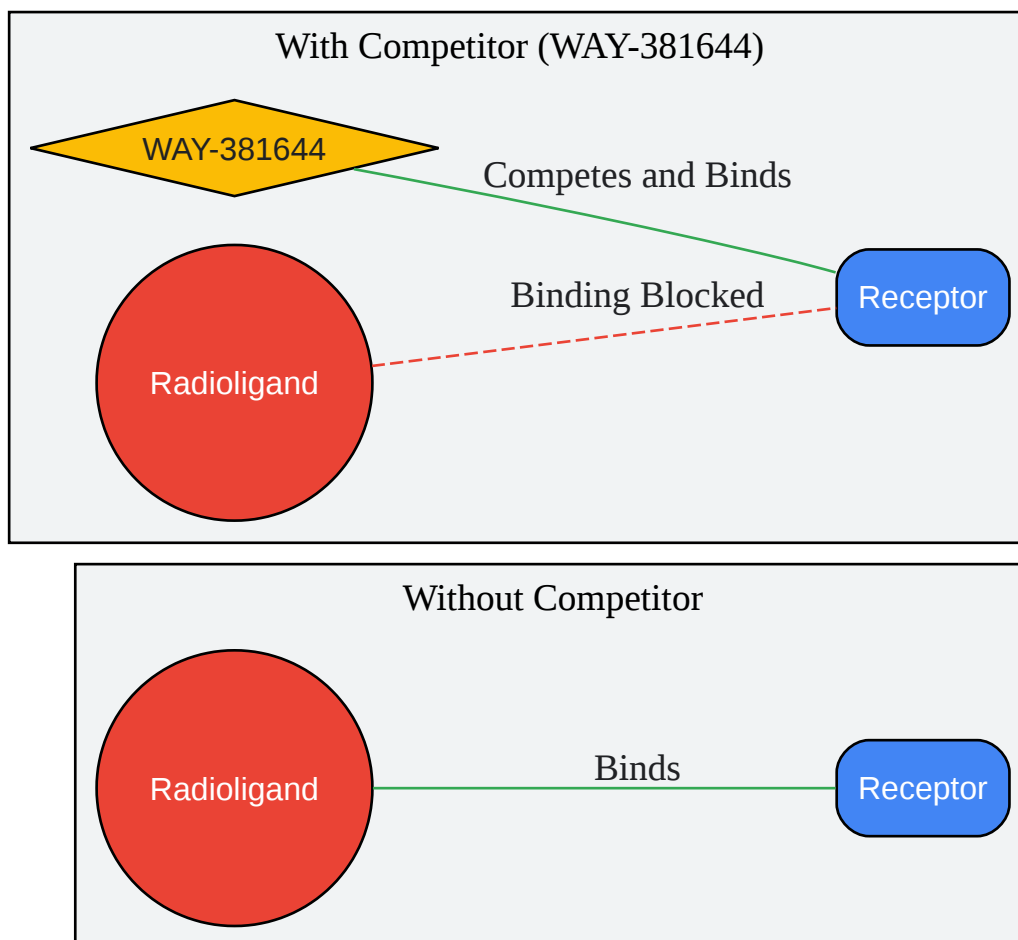 With Competitor (WAY-381644)
WAY-381644
Competes and Binds
Binding Blocked
Receptor
Radioligand
Without Competitor
Radioligand
Binds
Receptor